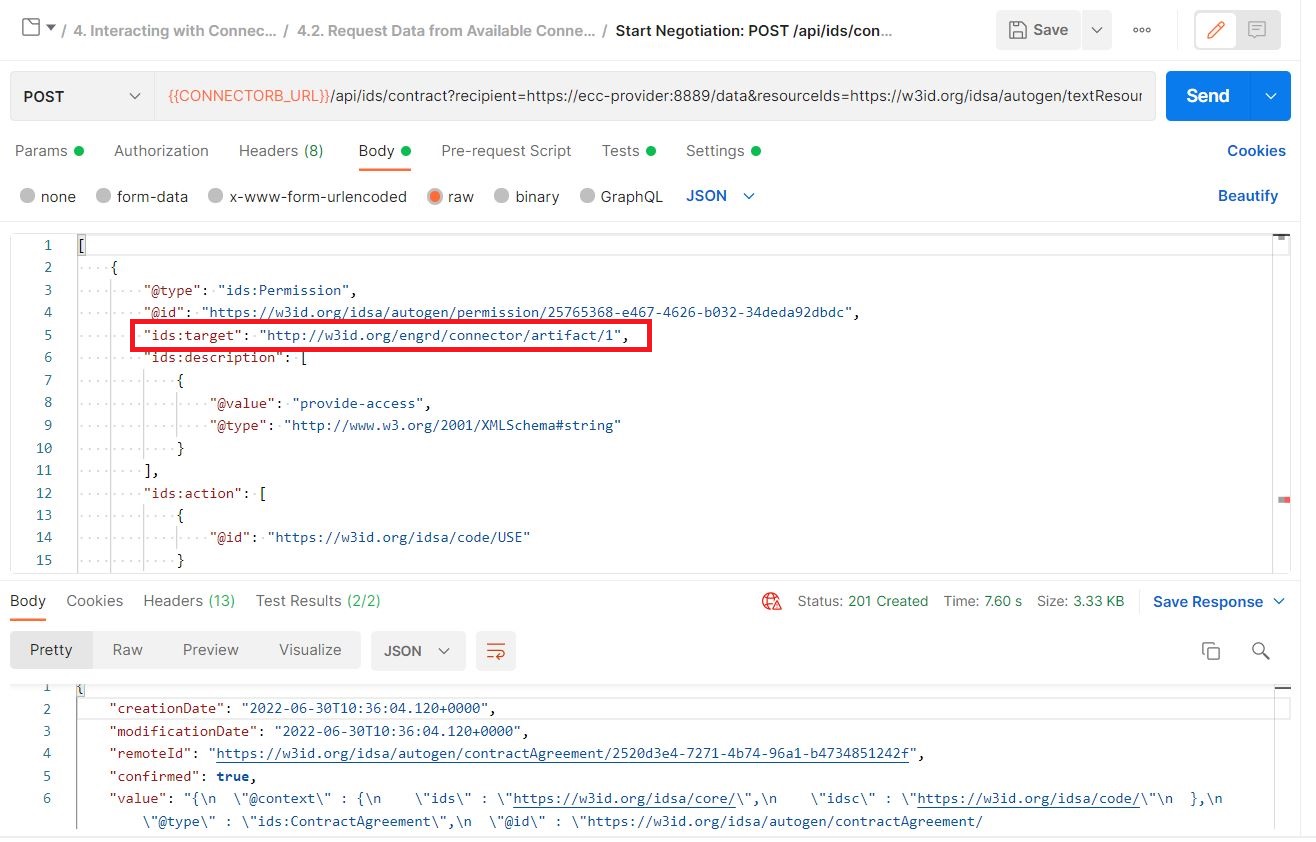 / 4. Interacting with Connec... / 4.2. Request Data from Available Conne... / Start Negotiation: POST /api/ids/con... Save
POST {{CONNECTORB_URL}}/api/ids/contract?recipient=https://ecc-provider:8889/data&resourceIds=https://w3id.org/idsa/autogen/textResour Send
Params Authorization Headers (8) Body Pre-request Script Tests Settings Cookies
none form-data x-www-form-urlencoded raw binary GraphQL JSON Beautify
1 [
2 {
3 "@type": "ids:Permission",
4 "@id": "https://w3id.org/idsa/autogen/permission/25765368-e467-4626-b032-34deda92dbdc",
5 "ids:target": "http://w3id.org/engrd/connector/artifact/1",
6 "ids:description": [
7 {
8 "@value": "provide-access",
9 "@type": "http://www.w3.org/2001/XMLSchema#string"
10 }
11 ],
12 "ids:action": [
13 {
14 "@id": "https://w3id.org/idsa/code/USE"
15 }
Body Cookies Headers (13) Test Results (2/2) Status: 201 Created Time: 7.60 s Size: 3.33 KB Save Response
Pretty Raw Preview Visualize JSON
1 {
2 "creationDate": "2022-06-30T10:36:04.120+0000",
3 "modificationDate": "2022-06-30T10:36:04.120+0000",
4 "remoteId": "https://w3id.org/idsa/autogen/contractAgreement/2520d3e4-7271-4b74-96a1-b4734851242f",
5 "confirmed": true,
6 "value": "{\n  \"@context\" : {\n    \"ids\" : \"https://w3id.org/idsa/core/\",\n    \"idsc\" : \"https://w3id.org/idsa/code/\"\n  },\n
\"@type\" : \"ids:ContractAgreement\",\n  \"@id\" : \"https://w3id.org/idsa/autogen/contractAgreement/